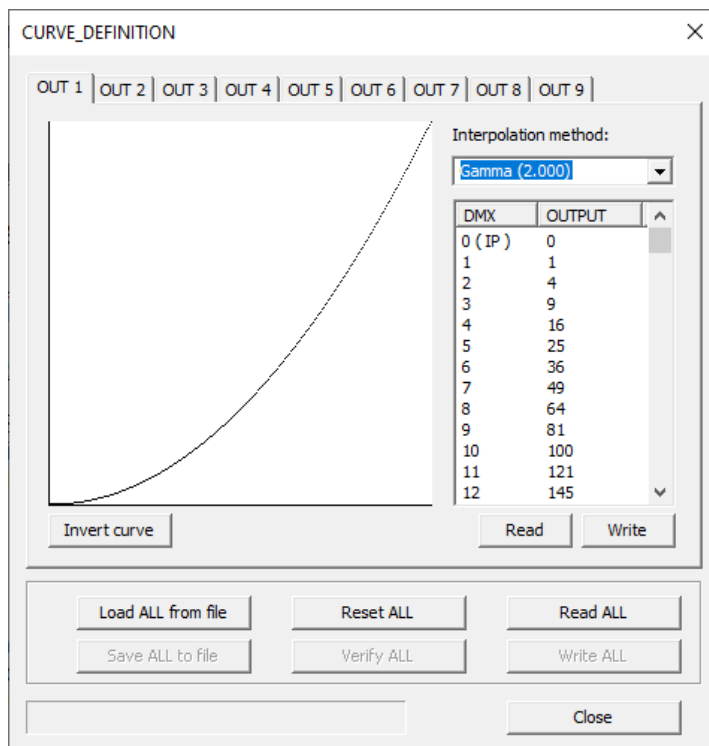 CURVE_DEFINITION
OUT 1 OUT 2 OUT 3 OUT 4 OUT 5 OUT 6 OUT 7 OUT 8 OUT 9
Interpolation method:
Gamma (2.000)
DMX OUTPUT
0 ( IP ) 0
1 1
2 4
3 9
4 16
5 25
6 36
7 49
8 64
9 81
10 100
11 121
12 145
Invert curve Read Write
Load ALL from file Reset ALL Read ALL
Save ALL to file Verify ALL Write ALL
Close